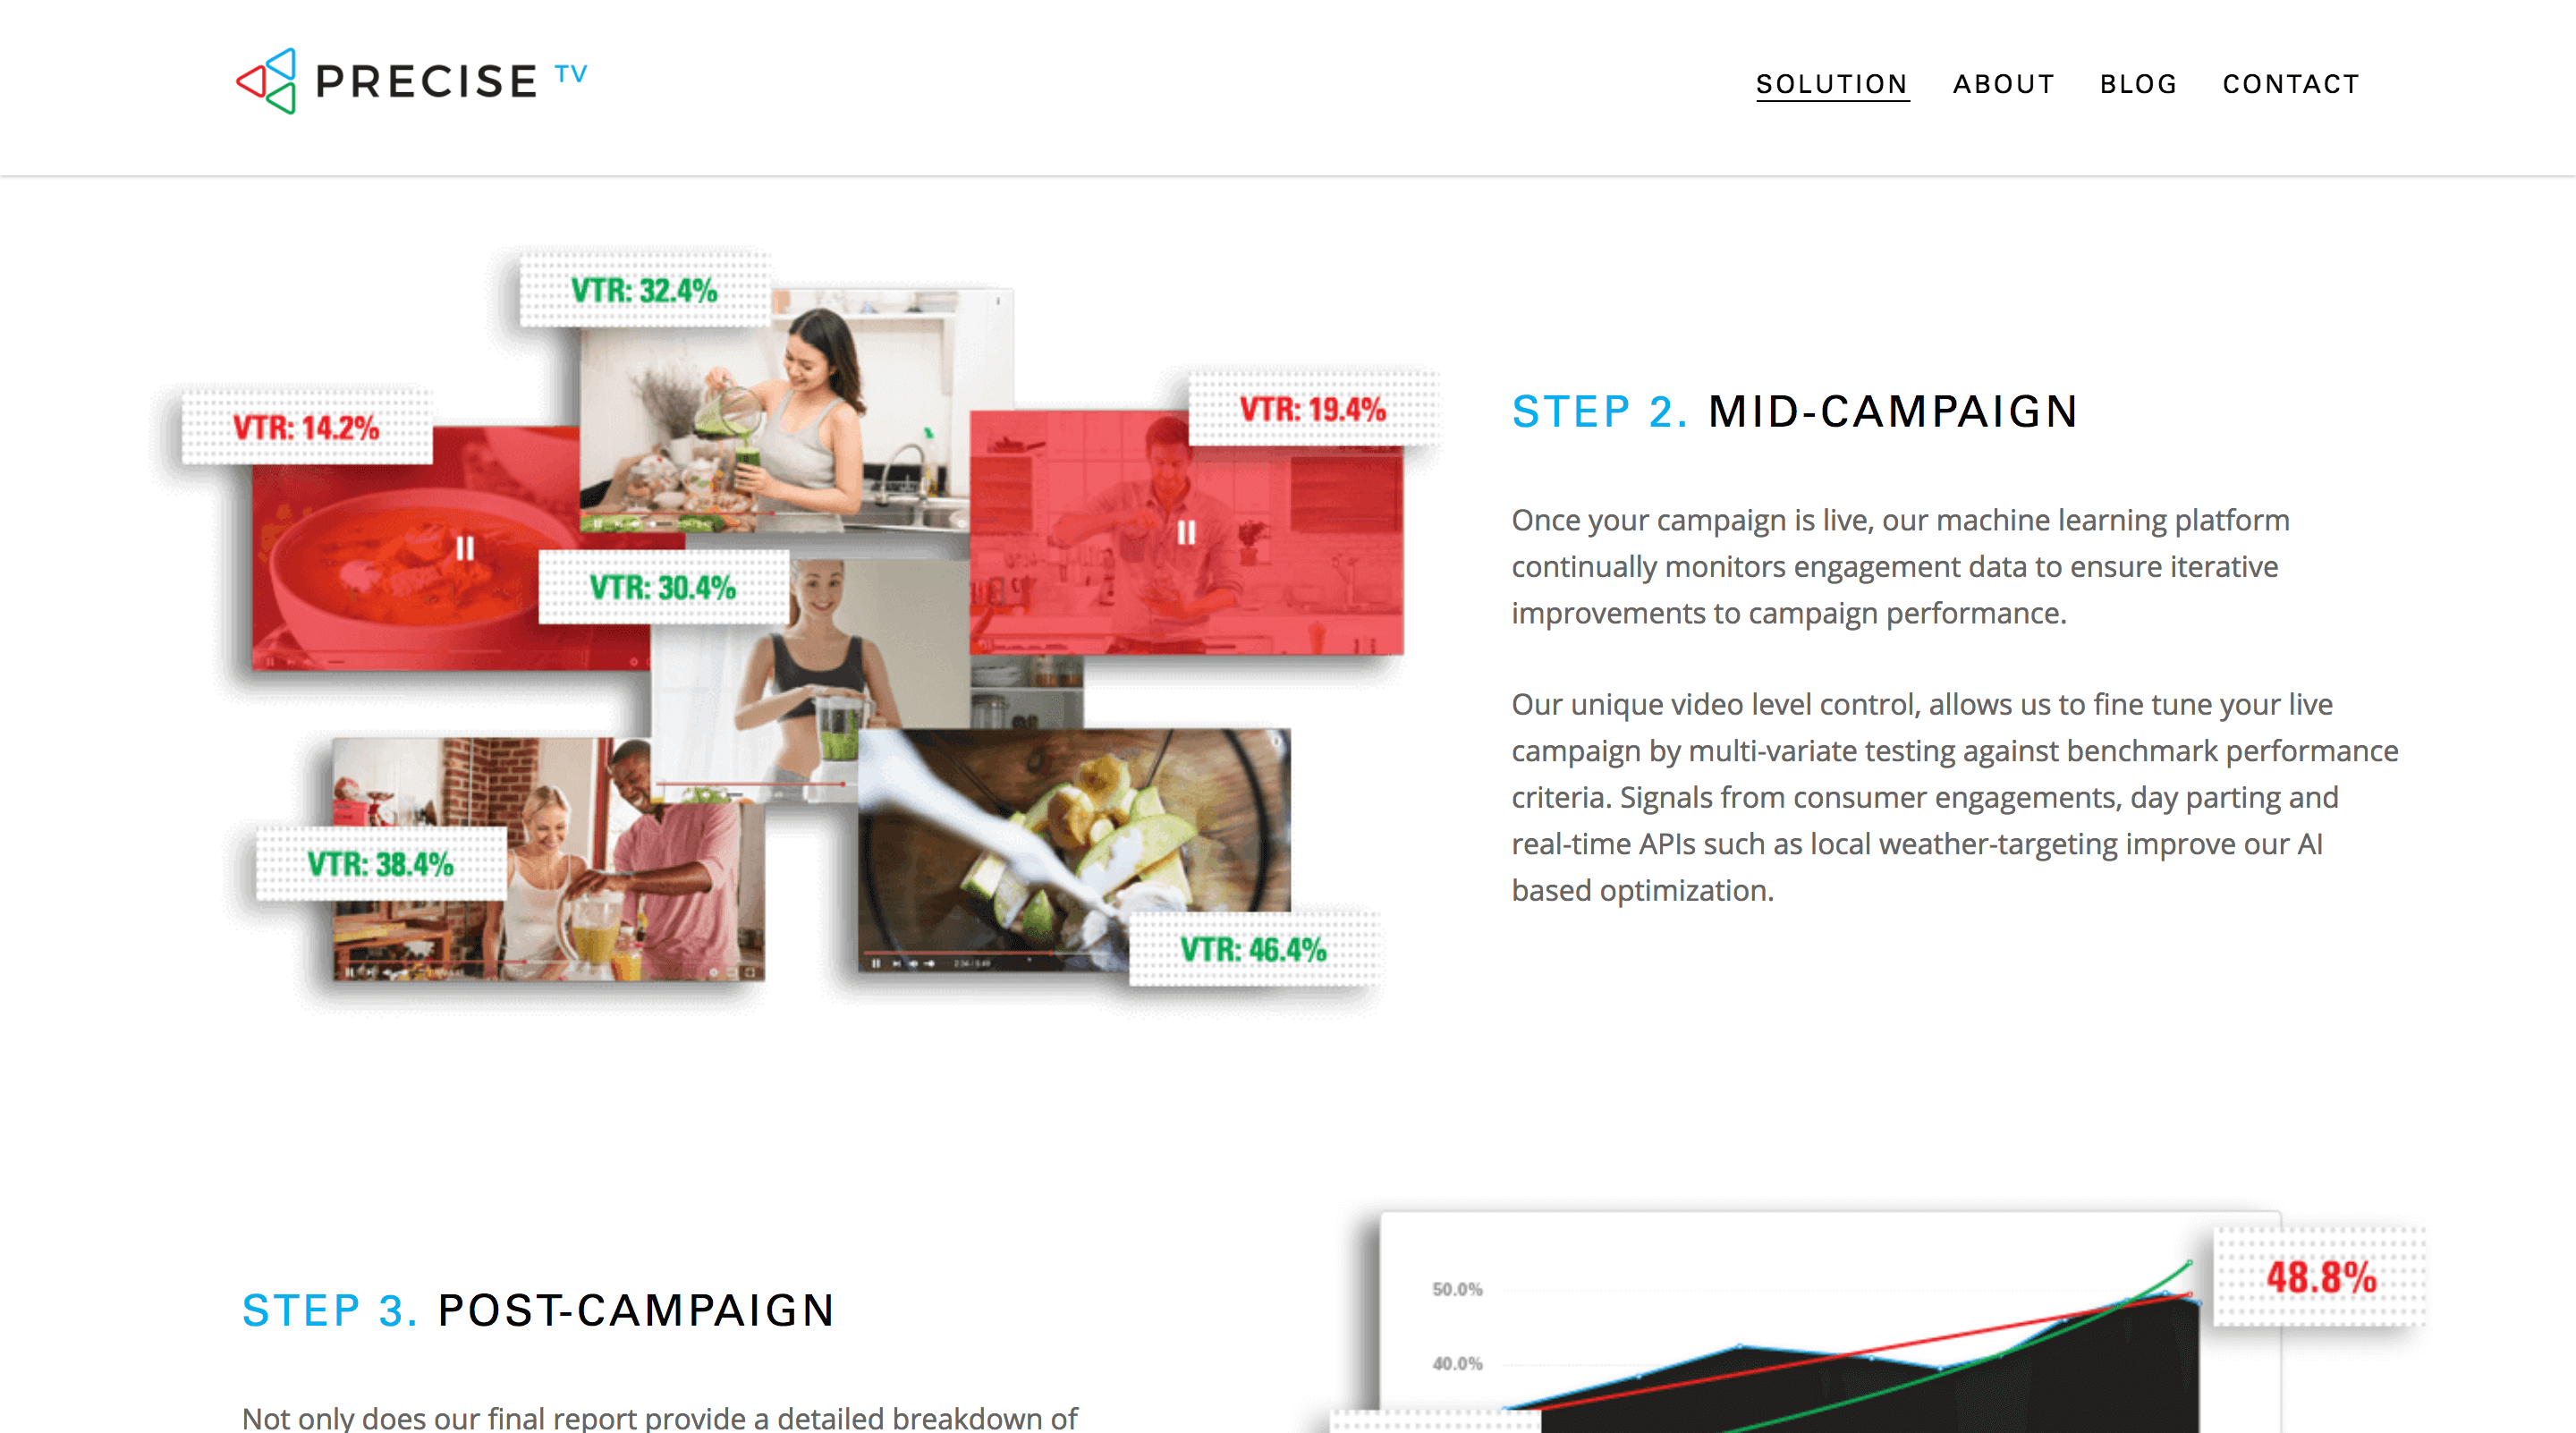 PRECISE TV
SOLUTION ABOUT BLOG CONTACT
VTR: 32.4%
VTR: 14.2%
VTR: 19.4%
VTR: 30.4%
VTR: 38.4%
VTR: 46.4%
STEP 2. MID-CAMPAIGN
Once your campaign is live, our machine learning platform
continually monitors engagement data to ensure iterative
improvements to campaign performance.
Our unique video level control, allows us to fine tune your live
campaign by multi-variate testing against benchmark performance
criteria. Signals from consumer engagements, day parting and
real-time APIs such as local weather-targeting improve our AI
based optimization.
STEP 3. POST-CAMPAIGN
Not only does our final report provide a detailed breakdown of
50.0%
40.0%
48.8%